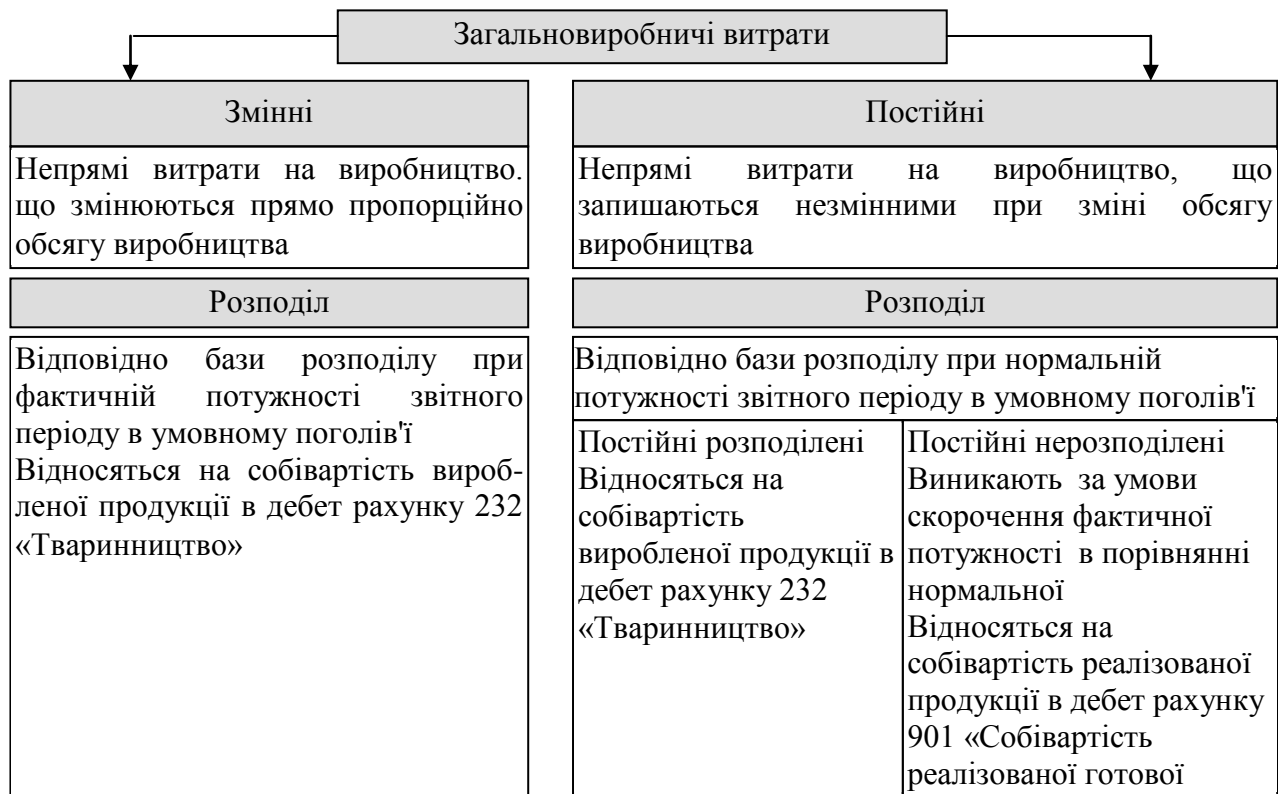 Загальновиробничі витрати
Змінні
Непрямі витрати на виробництво.
що змінюються прямо пропорційно
обсягу виробництва
Розподіл
Відповідно бази розподілу при
фактичній потужності звітного
періоду в умовному поголів'ї
Відносяться на собівартість вироб-
леної продукції в дебет рахунку 232
«Тваринництво»
Постійні
Непрямі витрати на виробництво, що
запишаються незмінними при зміні обсягу
виробництва
Розподіл
Відповідно бази розподілу при нормальній
потужності звітного періоду в умовному поголів'ї
Постійні розподілені
Відносяться на
собівартість
виробленої продукції в
дебет рахунку 232
«Тваринництво»
Постійні нерозподілені
Виникають за умови
скорочення фактичної
потужності в порівнянні
нормальної
Відносяться на
собівартість реалізованої
продукції в дебет рахунку
901 «Собівартість
реалізованої готової